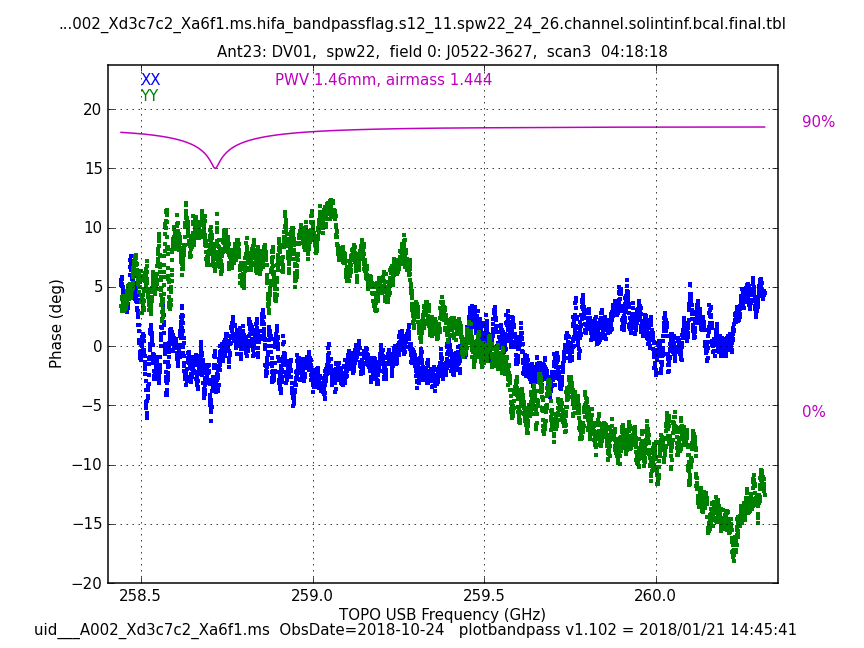 ...002_Xd3c7c2_Xa6f1.ms.hifa_bandpassflag.s12_11.spw22_24_26.channel.solintinf.bcal.final.tbl
Ant23: DV01,  spw22,  field 0: J0522-3627,  scan3  04:18:18
XX
PWV 1.46mm, airmass 1.444
YY
90%
0%
20
15
10
5
0
−5
−10
−15
−20
Phase (deg)
258.5
259.0
259.5
260.0
TOPO USB Frequency (GHz)
uid___A002_Xd3c7c2_Xa6f1.ms  ObsDate=2018-10-24   plotbandpass v1.102 = 2018/01/21 14:45:41